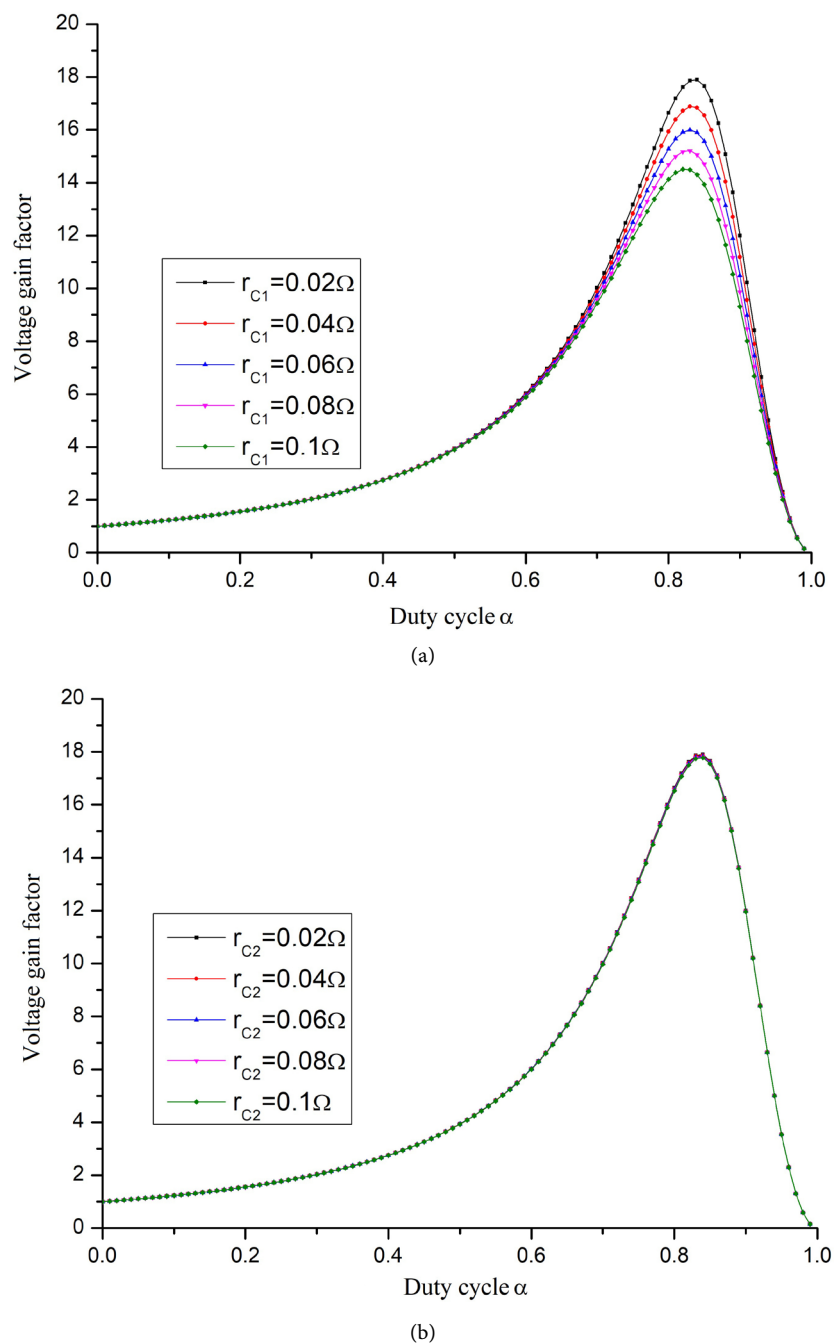 20
18
16
14
12
10
8
6
4
2
0
Voltage gain factor
r_C1=0.02Ω
r_C1=0.04Ω
r_C1=0.06Ω
r_C1=0.08Ω
r_C1=0.1Ω
0.0 0.2 0.4 0.6 0.8 1.0
Duty cycle α
(a)
20
18
16
14
12
10
8
6
4
2
0
Voltage gain factor
r_C2=0.02Ω
r_C2=0.04Ω
r_C2=0.06Ω
r_C2=0.08Ω
r_C2=0.1Ω
0.0 0.2 0.4 0.6 0.8 1.0
Duty cycle α
(b)